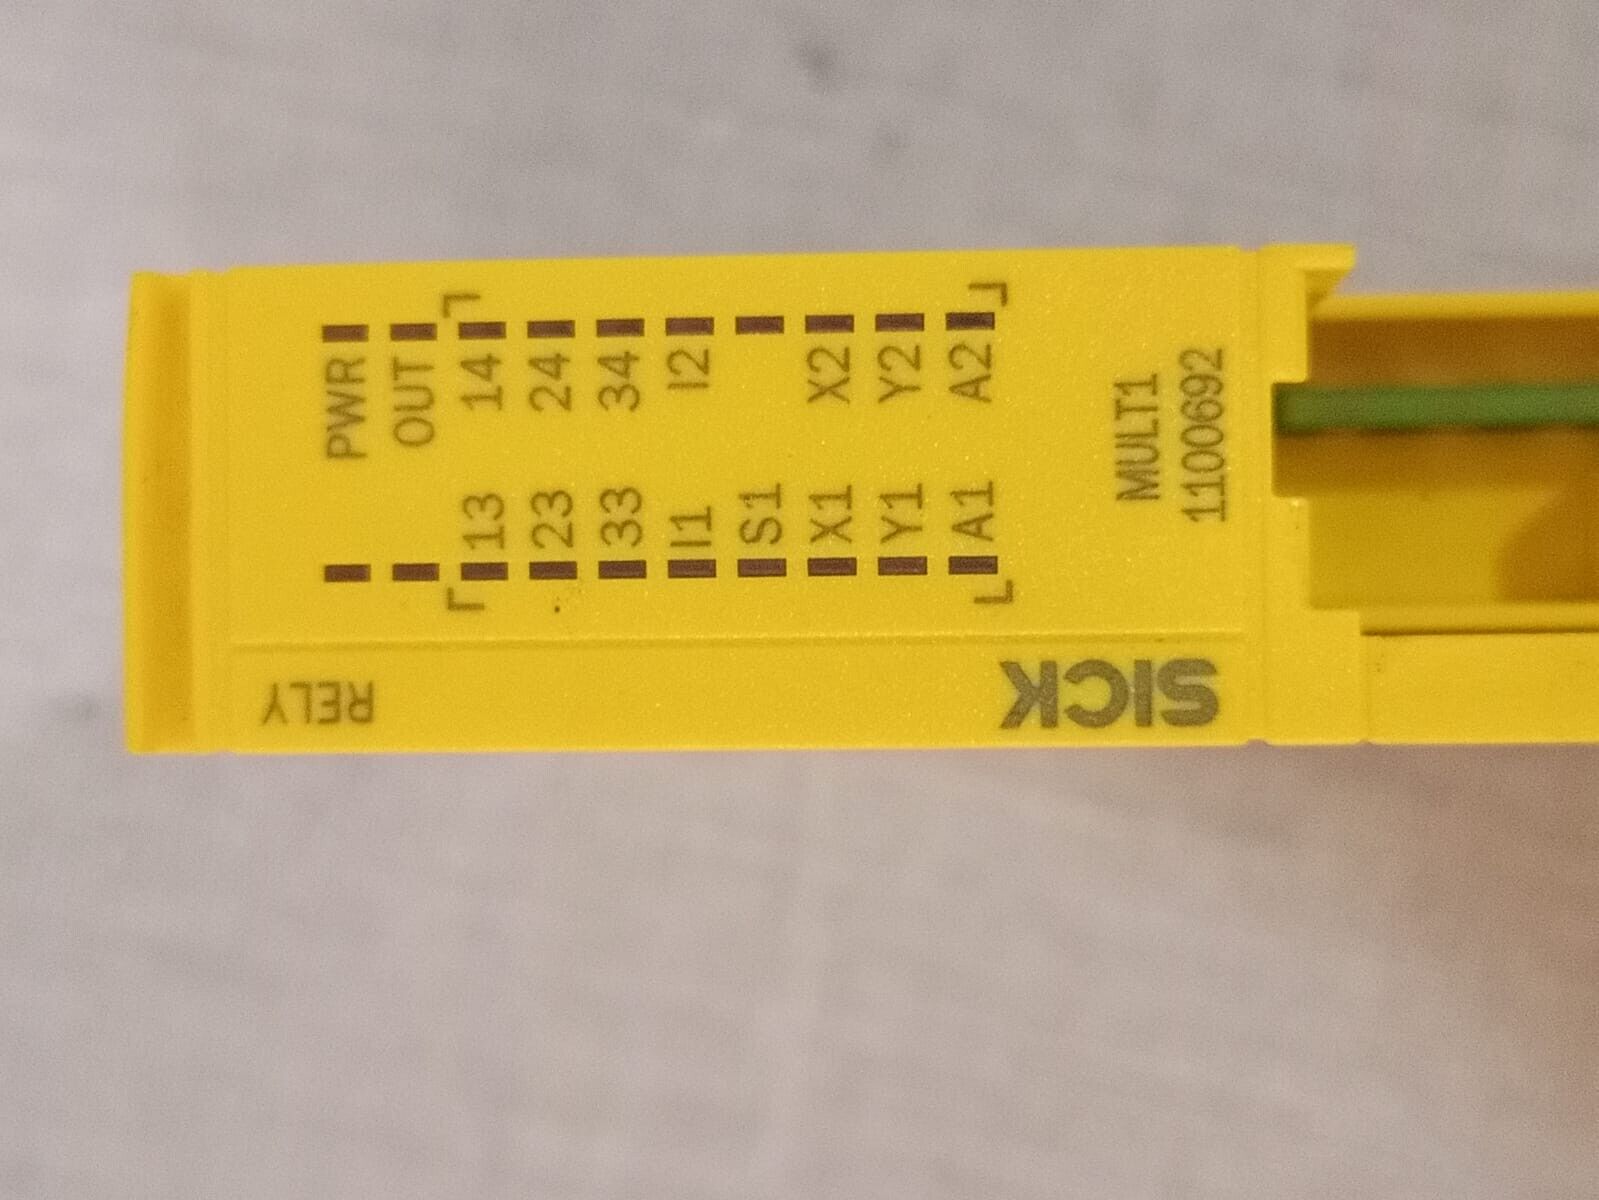 PWR
OUT
13 14
23 24
33 34
I1 I2
S1
X1 X2
Y1 Y2
A1 A2
MULT1
1100692
SICK
RELY